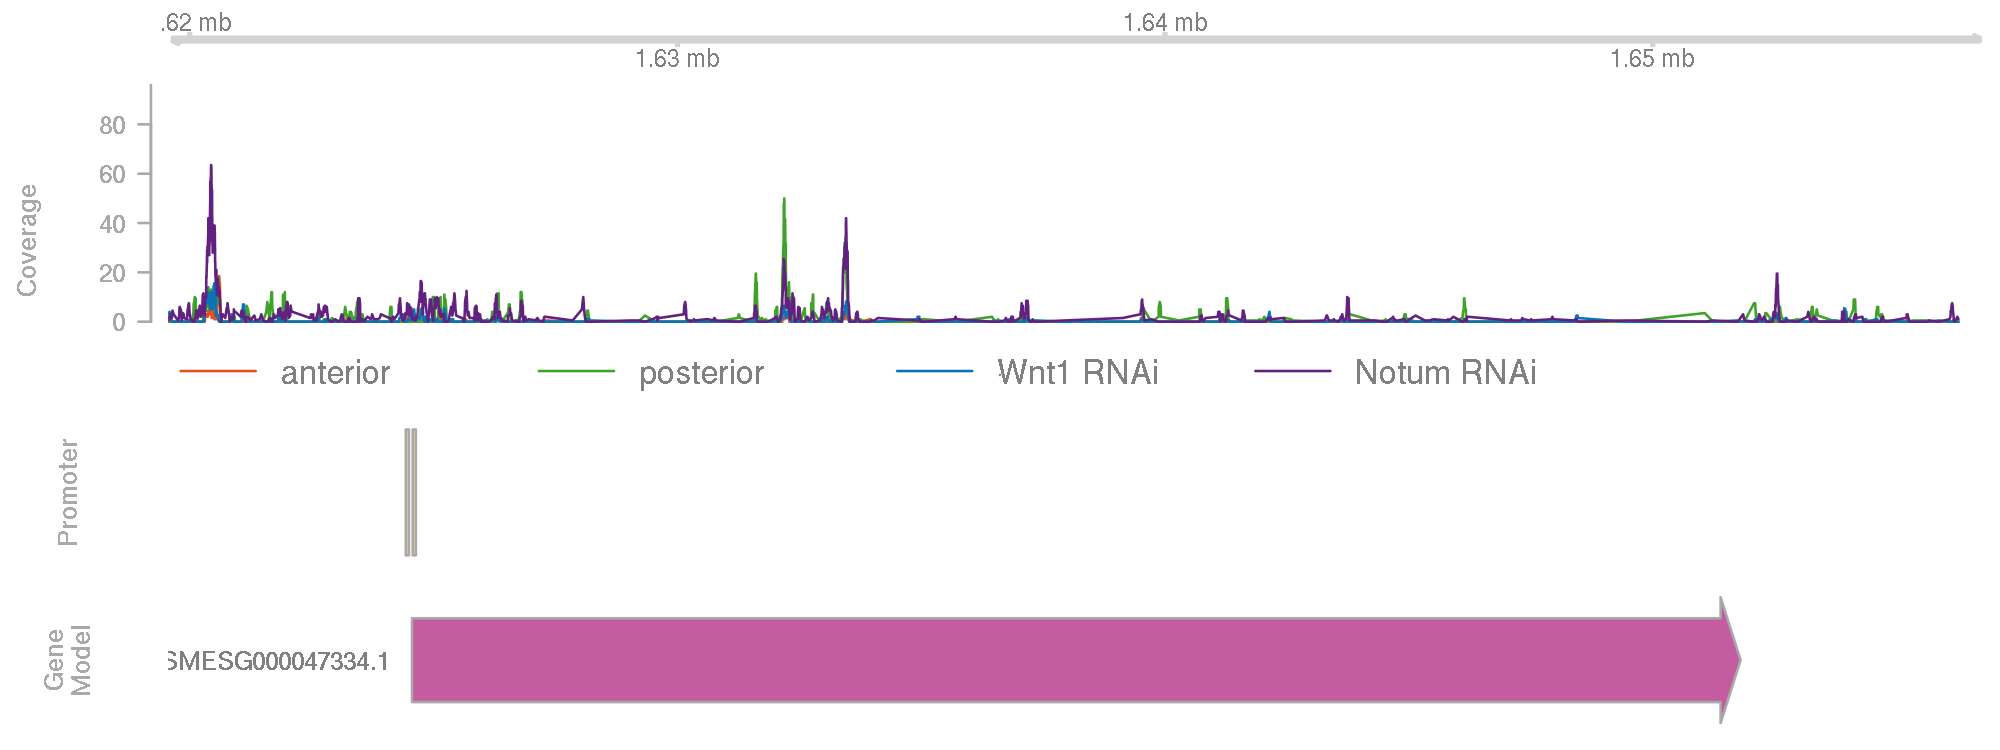 .62 mb
1.64 mb
1.63 mb
1.65 mb
Coverage
80
60
40
20
0
anterior
posterior
Wnt1 RNAi
Notum RNAi
Promoter
Gene
Model
SMESG000047334.1